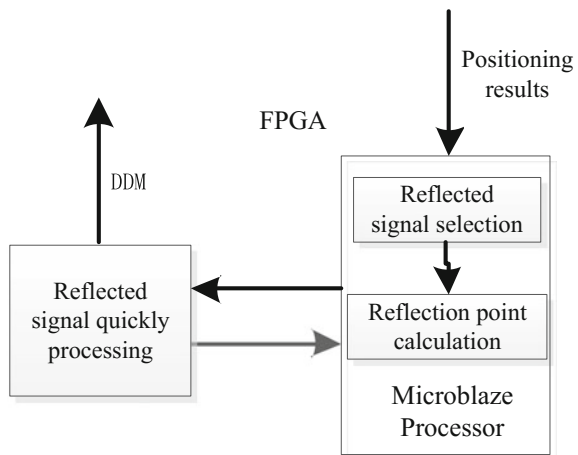 Positioning
results
FPGA
DDM
Reflected
signal selection
Reflected
signal quickly
processing
Reflection point
calculation
Microblaze
Processor